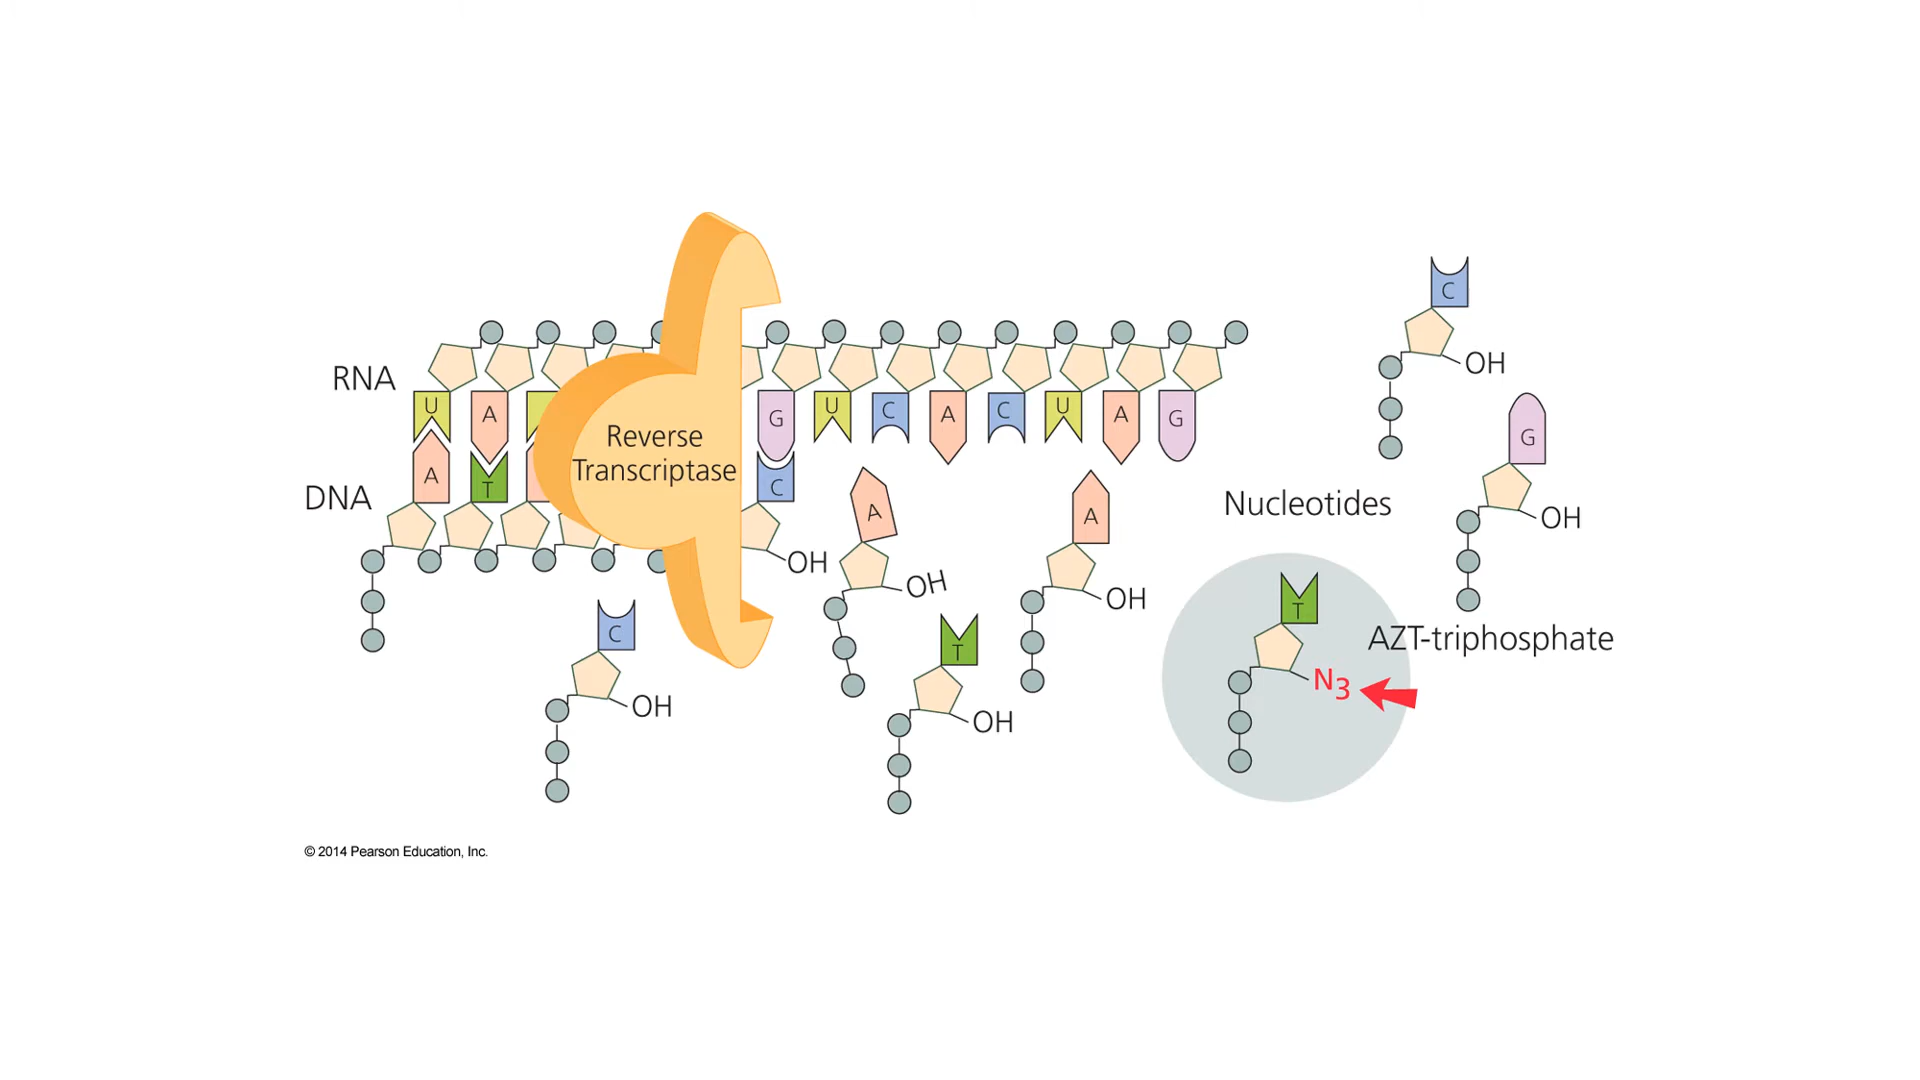 C
OH
RNA
U A G U C A C U A G
G
Reverse
Transcriptase
A T C
DNA
Nucleotides
OH
OH
A
OH
A
OH
T
AZT-triphosphate
N3
C
OH
T
OH
© 2014 Pearson Education, Inc.